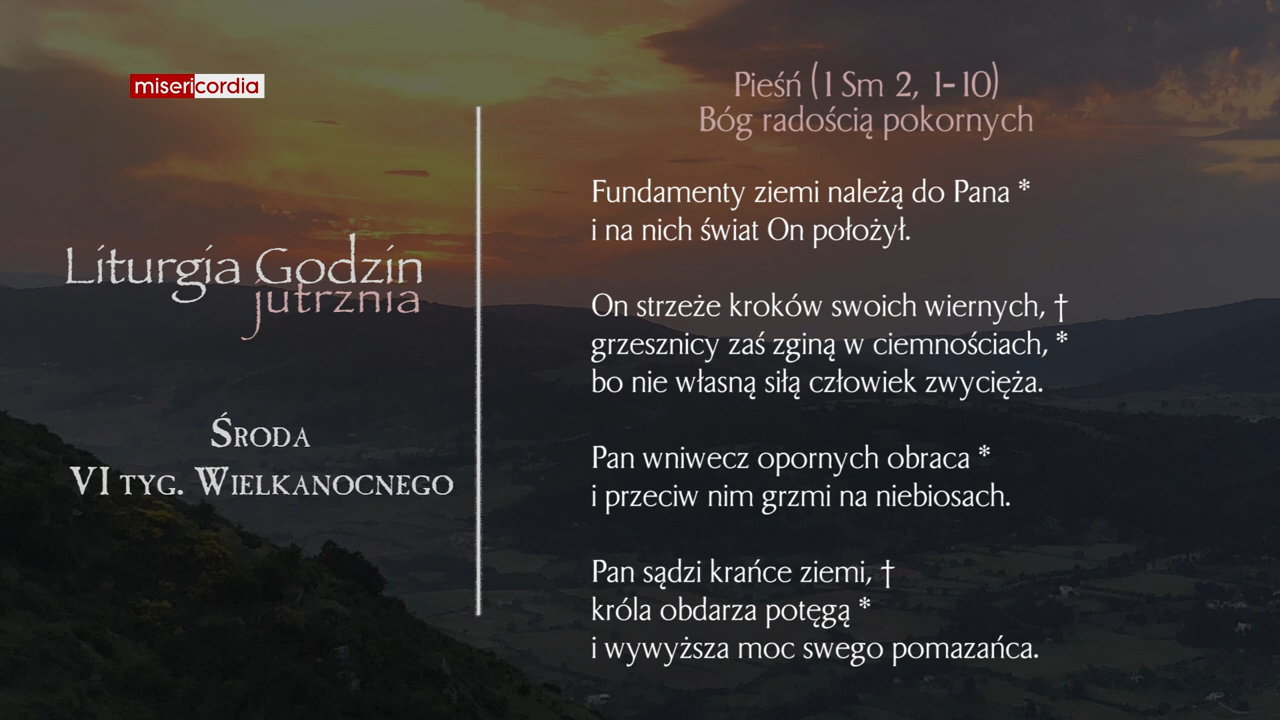 misericordia
Liturgia Godzin
jutrznia
Środa
VI tyg. Wielkanocnego
Pieśń (1 Sm 2, 1-10)
Bóg radością pokornych
Fundamenty ziemi należą do Pana *
i na nich świat On położył.
On strzeże kroków swoich wiernych, †
grzesznicy zaś zginą w ciemnościach, *
bo nie własną siłą człowiek zwycięża.
Pan wniwecz opornych obraca *
i przeciw nim grzmi na niebiosach.
Pan sądzi krańce ziemi, †
króla obdarza potęgą *
i wywyższa moc swego pomazańca.